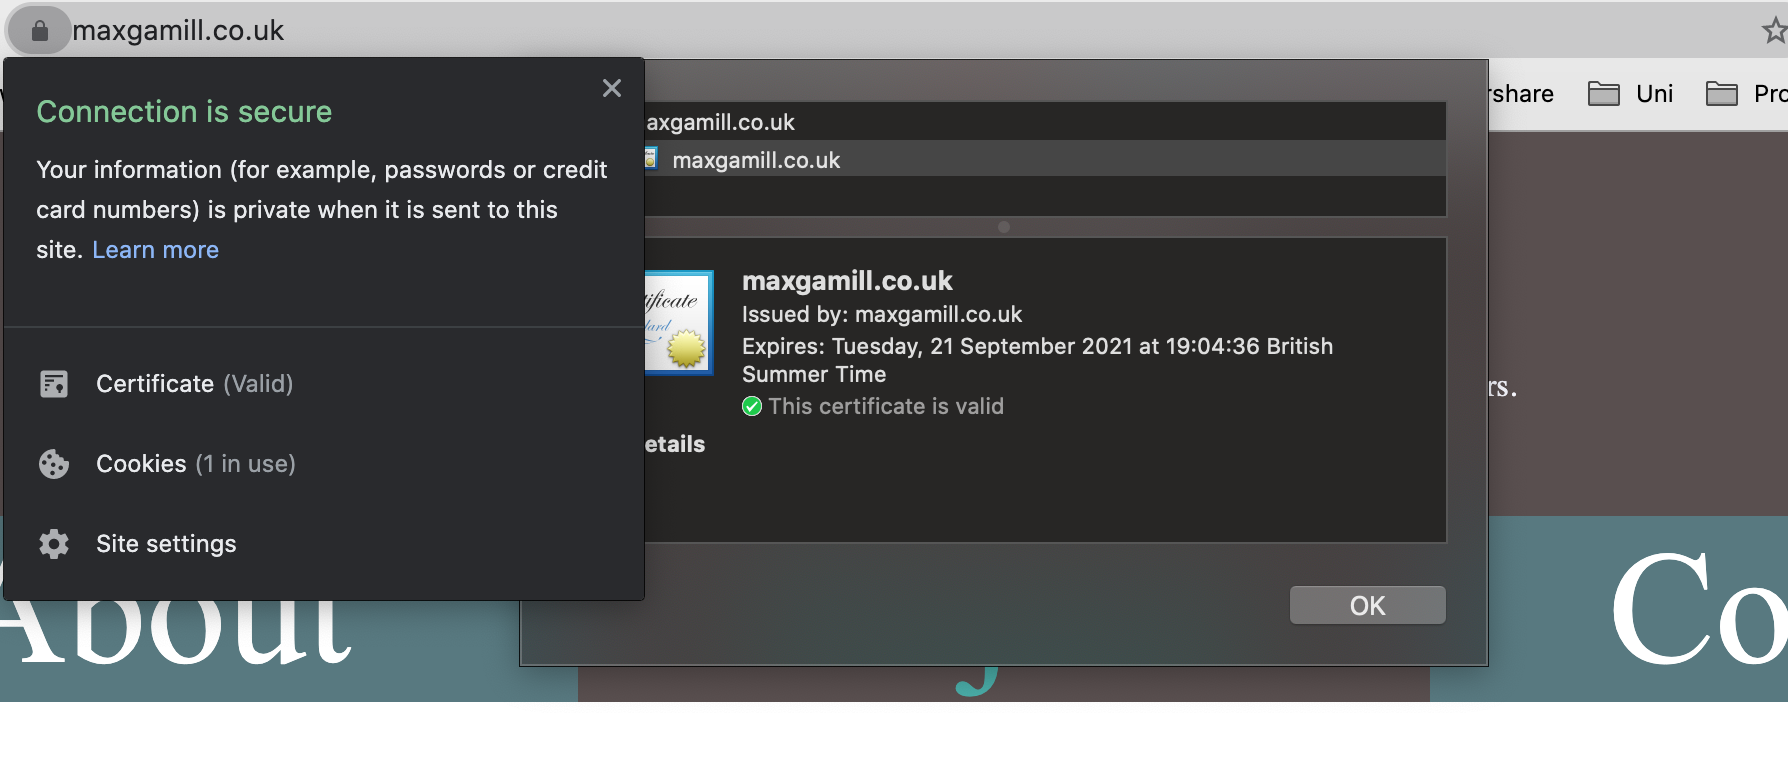 maxgamill.co.uk
Connection is secure
Your information (for example, passwords or credit
card numbers) is private when it is sent to this
site. Learn more
Certificate (Valid)
Cookies (1 in use)
Site settings
axgamill.co.uk
maxgamill.co.uk
tificate
dard
maxgamill.co.uk
Issued by: maxgamill.co.uk
Expires: Tuesday, 21 September 2021 at 19:04:36 British
Summer Time
This certificate is valid
etails
OK
rshare
Uni
Pro
rs.
About
Co